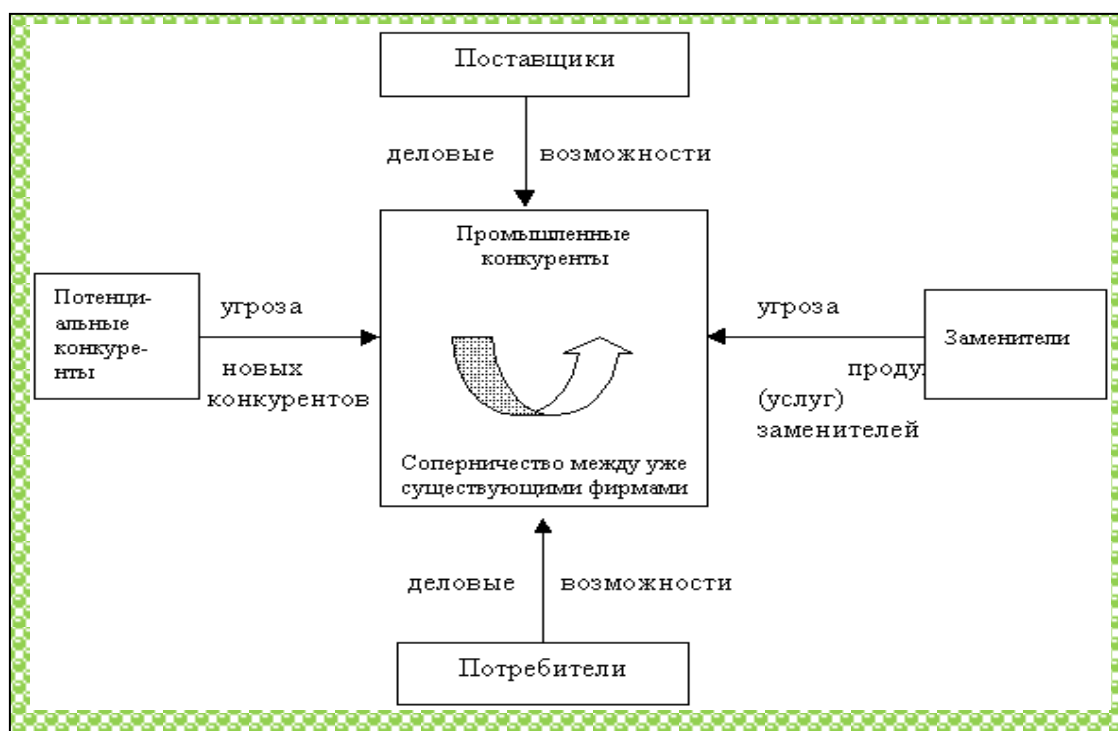 Поставщики
деловые возможности
Промышленные
конкуренты
Потенци-
альные
конкуре-
нты
угроза
новых
конкурентов
угроза
(услуг)
заменителей
Заменители
Соперничество между уже
существующими фирмами
деловые возможности
Потребители